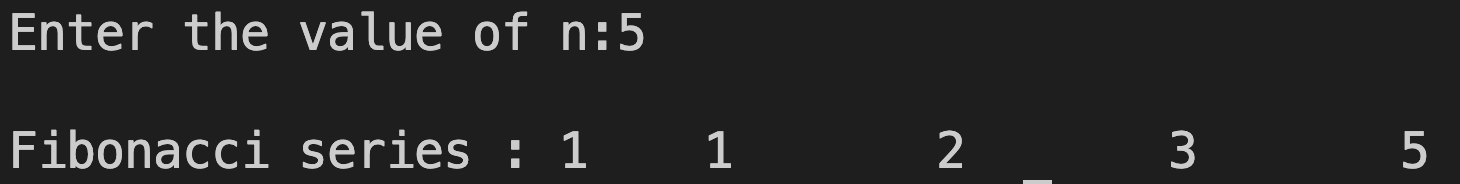 Enter the value of n:5
Fibonacci series : 1    1       2       3       5